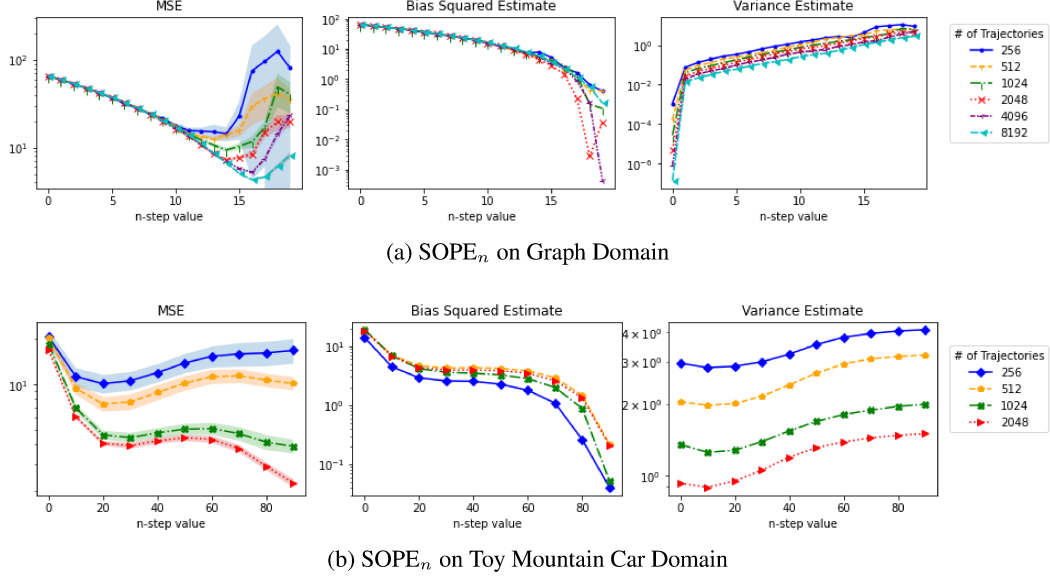 MSE
Bias Squared Estimate
Variance Estimate
10²
10¹
0 5 10 15
n-step value
10²
10¹
10⁰
10⁻¹
10⁻²
10⁻³
0 5 10 15
n-step value
10⁰
10⁻²
10⁻⁴
10⁻⁶
0 5 10 15
n-step value
# of Trajectories
256
512
1024
2048
4096
8192
(a) SOPEₙ on Graph Domain
MSE
Bias Squared Estimate
Variance Estimate
10¹
0 20 40 60 80
n-step value
10¹
10⁰
10⁻¹
0 20 40 60 80
n-step value
4 × 10⁰
3 × 10⁰
2 × 10⁰
10⁰
0 20 40 60 80
n-step value
# of Trajectories
256
512
1024
2048
(b) SOPEₙ on Toy Mountain Car Domain